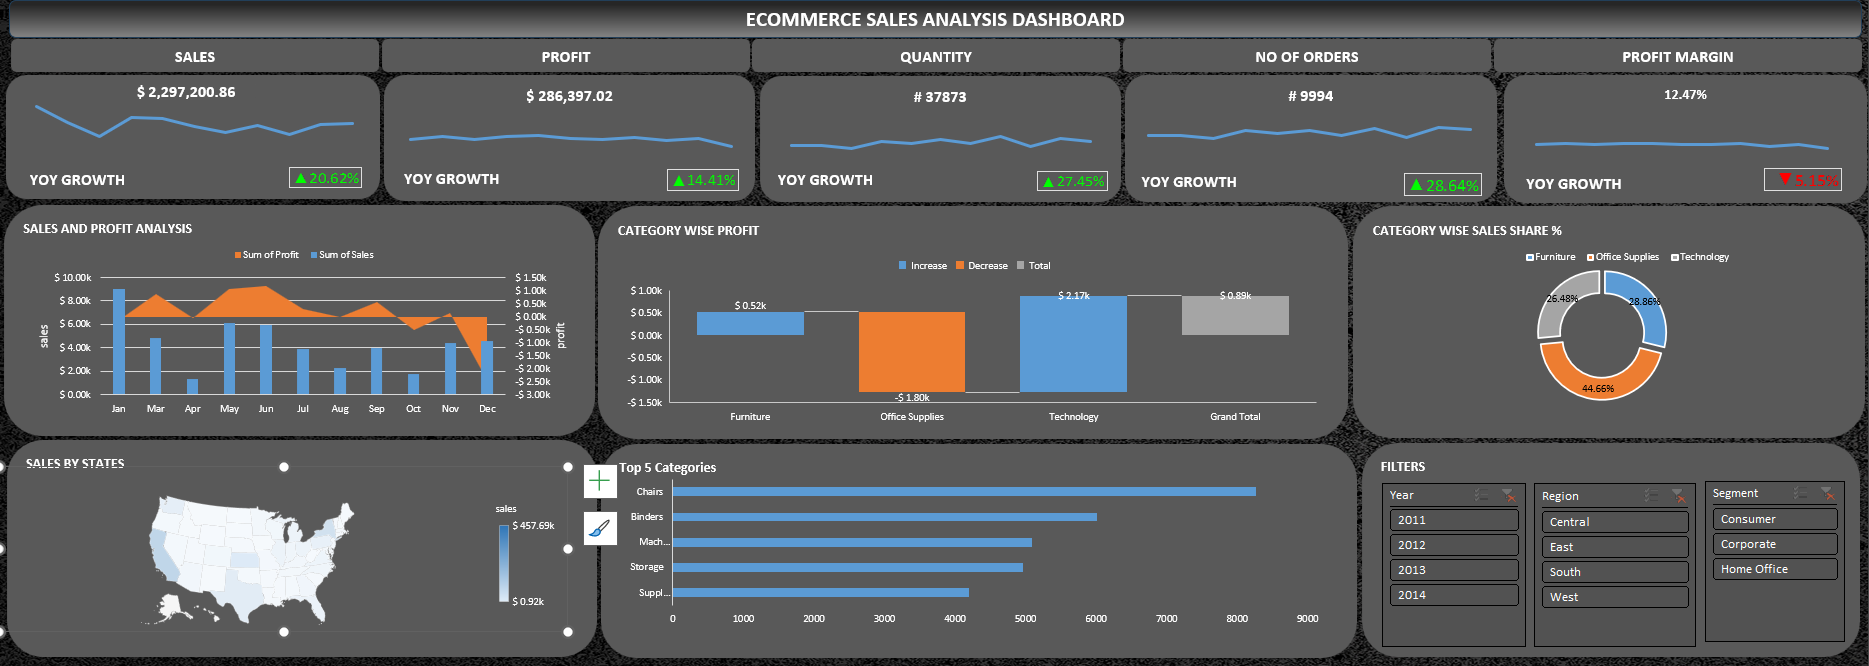 ECOMMERCE SALES ANALYSIS DASHBOARD
SALES
PROFIT
QUANTITY
NO OF ORDERS
PROFIT MARGIN
$ 2,297,200.86
$ 286,397.02
# 37873
# 9994
12.47%
YOY GROWTH
▲20.62%
YOY GROWTH
▲14.41%
YOY GROWTH
▲27.45%
YOY GROWTH
▲28.64%
YOY GROWTH
▼5.15%
SALES AND PROFIT ANALYSIS
Sum of Profit
Sum of Sales
$ 10.00k
$ 8.00k
$ 6.00k
$ 4.00k
$ 2.00k
$ 0.00k
sales
$ 1.50k
$ 1.00k
$ 0.50k
$ 0.00k
-$ 0.50k
-$ 1.00k
-$ 1.50k
-$ 2.00k
-$ 2.50k
-$ 3.00k
profit
Jan Mar Apr May Jun Jul Aug Sep Oct Nov Dec
CATEGORY WISE PROFIT
Increase
Decrease
Total
$ 1.00k
$ 0.50k
$ 0.00k
-$ 0.50k
-$ 1.00k
-$ 1.50k
$ 0.52k
-$ 1.80k
$ 2.17k
$ 0.89k
Furniture
Office Supplies
Technology
Grand Total
CATEGORY WISE SALES SHARE %
Furniture
Office Supplies
Technology
26.48%
28.86%
44.66%
SALES BY STATES
sales
$ 457.69k
$ 0.92k
Top 5 Categories
Chairs
Binders
Mach...
Storage
Suppl...
0 1000 2000 3000 4000 5000 6000 7000 8000 9000
FILTERS
Year
2011
2012
2013
2014
Region
Central
East
South
West
Segment
Consumer
Corporate
Home Office